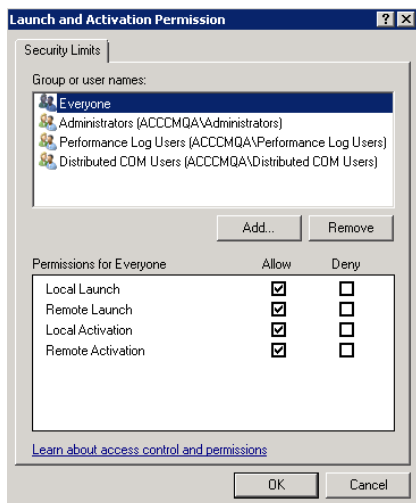 Launch and Activation Permission
Security Limits
Group or user names:
Everyone
Administrators (ACCCMQA\Administrators)
Performance Log Users (ACCCMQA\Performance Log Users)
Distributed COM Users (ACCCMQA\Distributed COM Users)
Add... Remove
Permissions for Everyone Allow Deny
Local Launch
Remote Launch
Local Activation
Remote Activation
Learn about access control and permissions
OK Cancel